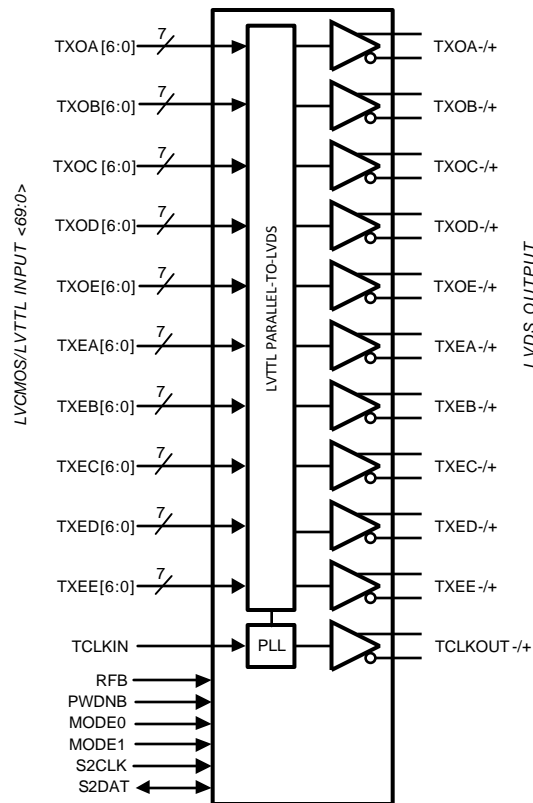 TXOA[6:0] 7 TXOA-/+
TXOB[6:0] 7 TXOB-/+
TXOC [6:0] 7 TXOC-/+
TXOD[6:0] 7 TXOD-/+
TXOE[6:0] 7 TXOE-/+
TXEA[6:0] 7 TXEA-/+
TXEB[6:0] 7 TXEB-/+
TXEC[6:0] 7 TXEC-/+
TXED[6:0] 7 TXED-/+
TXEE[6:0] 7 TXEE-/+
LVCMOS/LVTTL INPUT <69:0>
LVTTL PARALLEL-TO-LVDS
LVDS OUTPUT
TCLKIN PLL TCLKOUT-/+
RFB
PWDNB
MODE0
MODE1
S2CLK
S2DAT